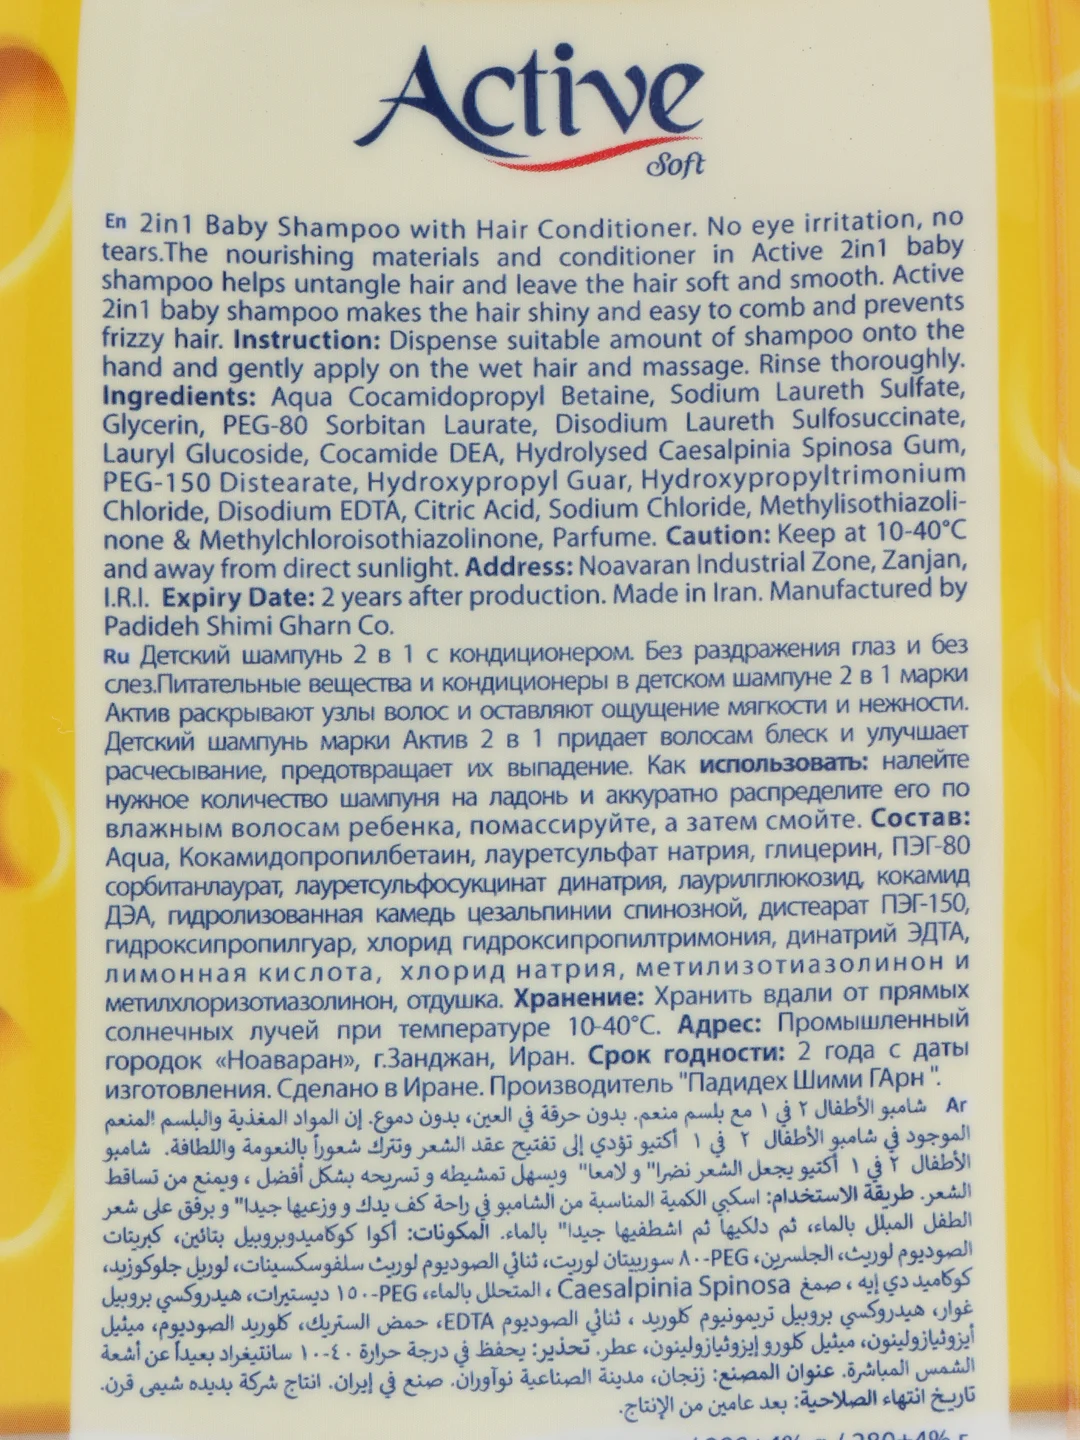 Active
Soft
En 2in1 Baby Shampoo with Hair Conditioner. No eye irritation, no
tears.The nourishing materials and conditioner in Active 2in1 baby
shampoo helps untangle hair and leave the hair soft and smooth. Active
2in1 baby shampoo makes the hair shiny and easy to comb and prevents
frizzy hair. Instruction: Dispense suitable amount of shampoo onto the
hand and gently apply on the wet hair and massage. Rinse thoroughly.
Ingredients: Aqua Cocamidopropyl Betaine, Sodium Laureth Sulfate,
Glycerin, PEG-80 Sorbitan Laurate, Disodium Laureth Sulfosuccinate,
Lauryl Glucoside, Cocamide DEA, Hydrolysed Caesalpinia Spinosa Gum,
PEG-150 Distearate, Hydroxypropyl Guar, Hydroxypropyltrimonium
Chloride, Disodium EDTA, Citric Acid, Sodium Chloride, Methylisothiazoli-
none & Methylchloroisothiazolinone, Parfume. Caution: Keep at 10-40°C
and away from direct sunlight. Address: Noavaran Industrial Zone, Zanjan,
I.R.I. Expiry Date: 2 years after production. Made in Iran. Manufactured by
Padideh Shimi Gharn Co.
Ru Детский шампунь 2 в 1 с кондиционером. Без раздражения глаз и без
слез.Питательные вещества и кондиционеры в детском шампуне 2 в 1 марки
Актив раскрывают узлы волос и оставляют ощущение мягкости и нежности.
Детский шампунь марки Актив 2 в 1 придает волосам блеск и улучшает
расчесывание, предотвращает их выпадение. Как использовать: налейте
нужное количество шампуня на ладонь и аккуратно распределите его по
влажным волосам ребенка, помассируйте, а затем смойте. Состав:
Aqua, Кокамидопропилбетаин, лауретсульфат натрия, глицерин, ПЭГ-80
сорбитанлаурат, лауретсульфосукцинат динатрия, лаурилглюкозид, кокамид
ДЭА, гидролизованная камедь цезальпинии спинозной, дистеарат ПЭГ-150,
гидроксипропилгуар, хлорид гидроксипропилтримония, динатрий ЭДТА,
лимонная кислота, хлорид натрия, метилизотиазолинон и
метилхлоризотиазолинон, отдушка. Хранение: Хранить вдали от прямых
солнечных лучей при температуре 10-40°C. Адрес: Промышленный
городок «Ноаваран», г.Занджан, Иран. Срок годности: 2 года с даты
изготовления. Сделано в Иране. Производитель "Падидех Шими ГАрн ".
Ar شامبو الأطفال ٢ في ١ مع بلسم منعم. بدون حرقة في العين، بدون دموع. إن المواد المغذية والبلسم المنعم
الموجود في شامبو الأطفال ٢ في ١ أكتيو تؤدي إلى تفتيح عقد الشعر وتترك شعوراً بالنعومة واللطافة. شامبو
الأطفال ٢ في ١ أكتيو يجعل الشعر نضرا" و لامعا" ويسهل تمشيطه و تسريحه بشكل أفضل ، ويمنع من تساقط
الشعر. طريقة الاستخدام: اسكبي الكمية المناسبة من الشامبو في راحة كف يدك و وزعيها جيدا" و برفق على شعر
الطفل المبلل بالماء، ثم دلكيها ثم اشطفيها جيدا" بالماء. المكونات: أكوا كوكاميدوبروبيل بتائين، كبريتات
الصوديوم لوريث، الجلسرين، PEG-٨٠ سوربيتان لوريت، ثنائي الصوديوم لوريث سلفوسكسينات، لوريل جلوكوزيد،
كوكاميد دي إيه ، صمغ Caesalpinia Spinosa ، المتحلل بالماء، PEG-١٥٠ ديستيرات، هيدروكسي بروبيل
غوار، هيدروكسي بروبيل تريمونيوم كلوريد ، ثنائي الصوديوم EDTA، حمض الستريك، كلوريد الصوديوم، ميثيل
أيزوثيازولينون، ميثيل كلورو إيزوثيازولينون، عطر. تحذير: يحفظ في درجة حرارة ٤٠-١٠ سانتيغراد بعيداً عن أشعة
الشمس المباشرة. عنوان المصنع: زنجان، مدينة الصناعية نوآوران. صنع في إيران. انتاج شركة بديده شيمى قرن.
تاريخ انتهاء الصلاحية: بعد عامين من الإنتاج.